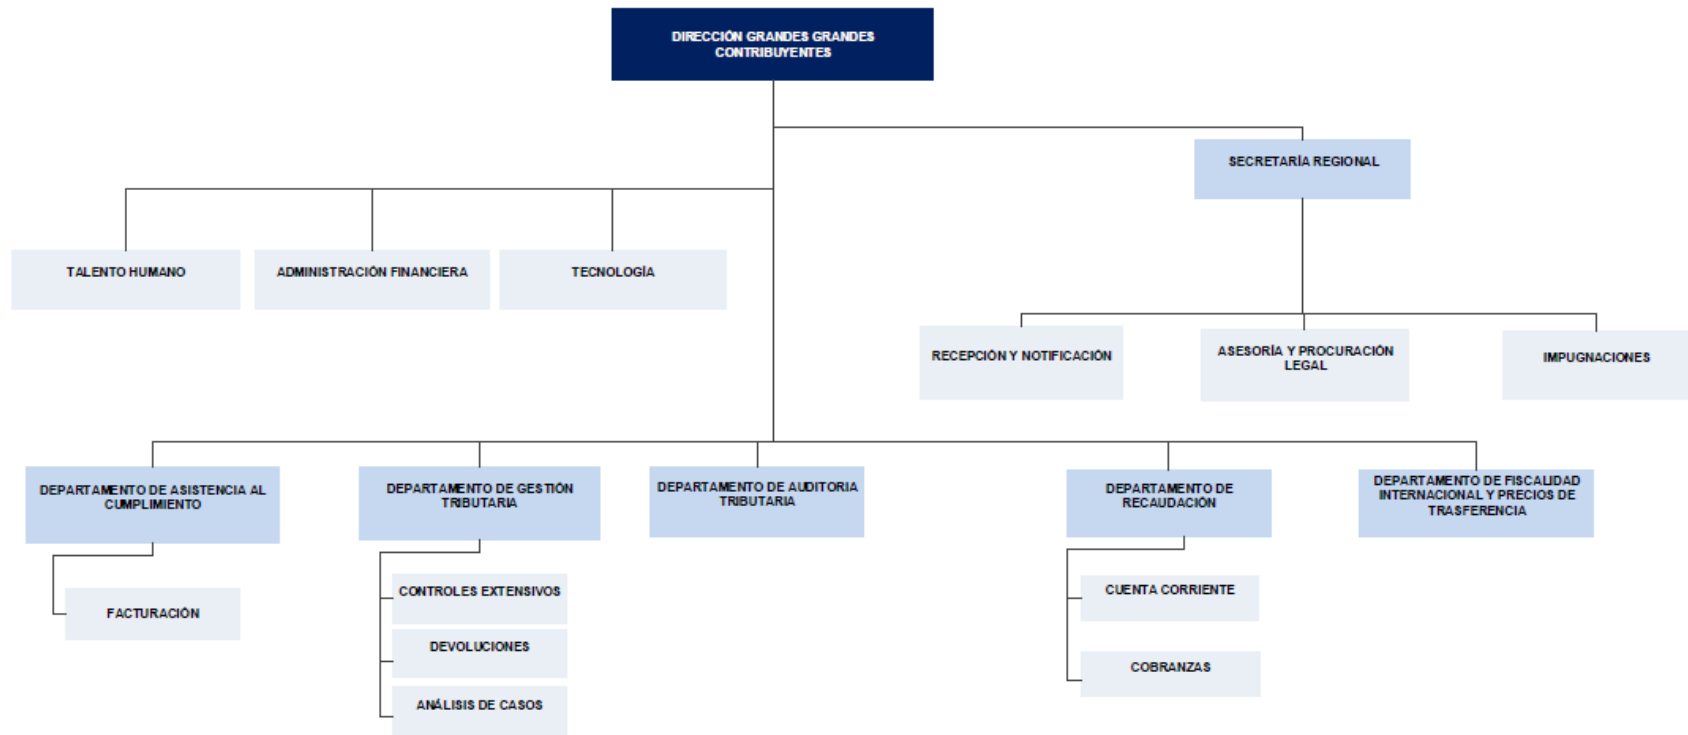 DIRECCIÓN GRANDES GRANDES
CONTRIBUYENTES
SECRETARÍA REGIONAL
TALENTO HUMANO
ADMINISTRACIÓN FINANCIERA
TECNOLOGÍA
RECEPCIÓN Y NOTIFICACIÓN
ASESORÍA Y PROCURACIÓN
LEGAL
IMPUGNACIONES
DEPARTAMENTO DE ASISTENCIA AL
CUMPLIMIENTO
DEPARTAMENTO DE GESTIÓN
TRIBUTARIA
DEPARTAMENTO DE AUDITORIA
TRIBUTARIA
DEPARTAMENTO DE
RECAUDACIÓN
DEPARTAMENTO DE FISCALIDAD
INTERNACIONAL Y PRECIOS DE
TRASFERENCIA
FACTURACIÓN
CONTROLES EXTENSIVOS
DEVOLUCIONES
ANÁLISIS DE CASOS
CUENTA CORRIENTE
COBRANZAS